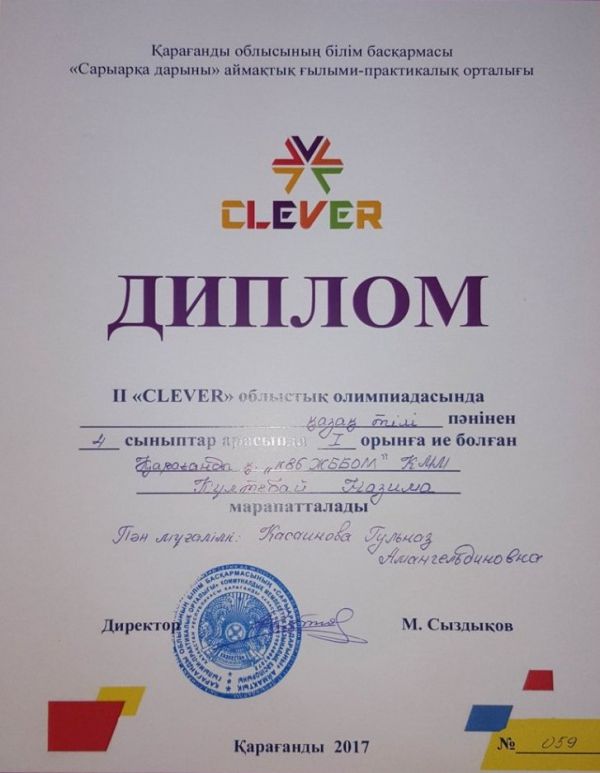 Қарағанды облысының білім басқармасы
«Сарыарқа дарыны» аймақтық ғылыми-практикалық орталығы
CLEVER
ДИПЛОМ
II «CLEVER» облыстық олимпиадасында
қазақ тілі пәнінен
4 сыныптар арасында I орынға ие болған
Қарағанды қ. „№86 ЖББОМ" КММ
Күлтебай Назима
марапатталады
Пән мұғалімі: Касаинова Гульназ
Амангельдиновна
Директор М. Сыздықов
№ 059
Қарағанды 2017